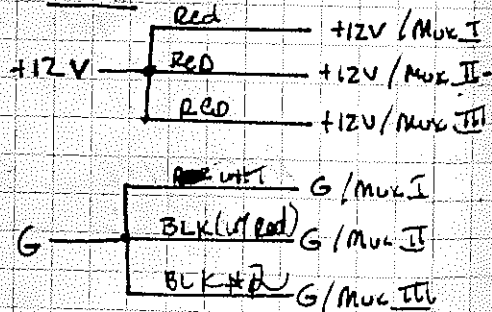 Red +12V / Mux I
+12V RED +12V / Mux II
RED +12V / Mux III
WHT G / Mux I
G BLK (w/ Red) G / Mux II
BLK G / Mux III